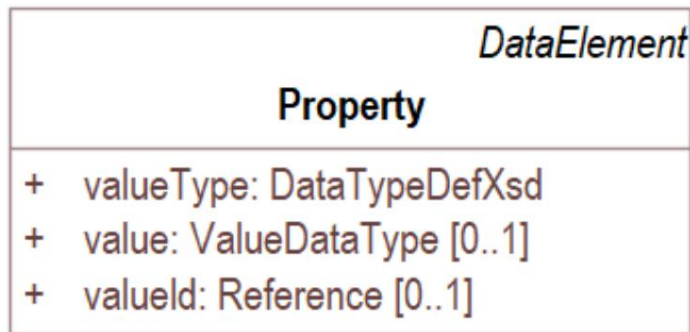 DataElement
Property
+ valueType: DataTypeDefXsd
+ value: ValueDataType [0..1]
+ valueId: Reference [0..1]